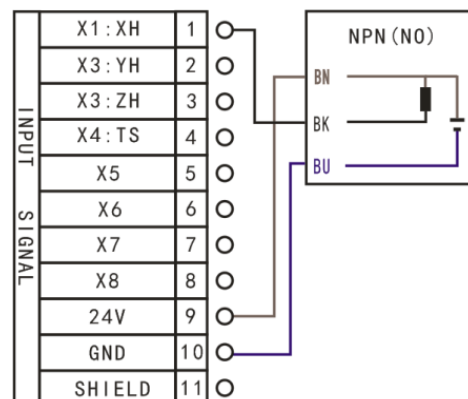 INPUT SIGNAL
X1:XH 1
X3:YH 2
X3:ZH 3
X4:TS 4
X5 5
X6 6
X7 7
X8 8
24V 9
GND 10
SHIELD 11
NPN(NO)
BN
BK
BU